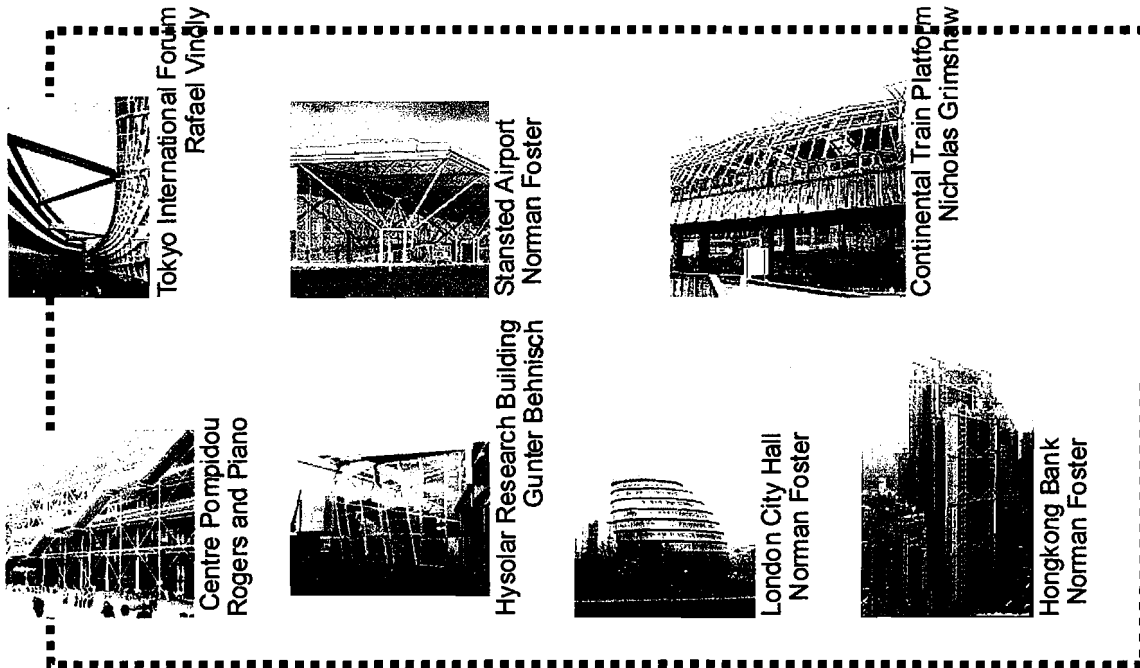 Tokyo International Forum
Rafael Vinoly
Stansted Airport
Norman Foster
Continental Train Platform
Nicholas Grimshaw
Centre Pompidou
Rogers and Piano
Hysolar Research Building
Gunter Behnisch
London City Hall
Norman Foster
Hongkong Bank
Norman Foster